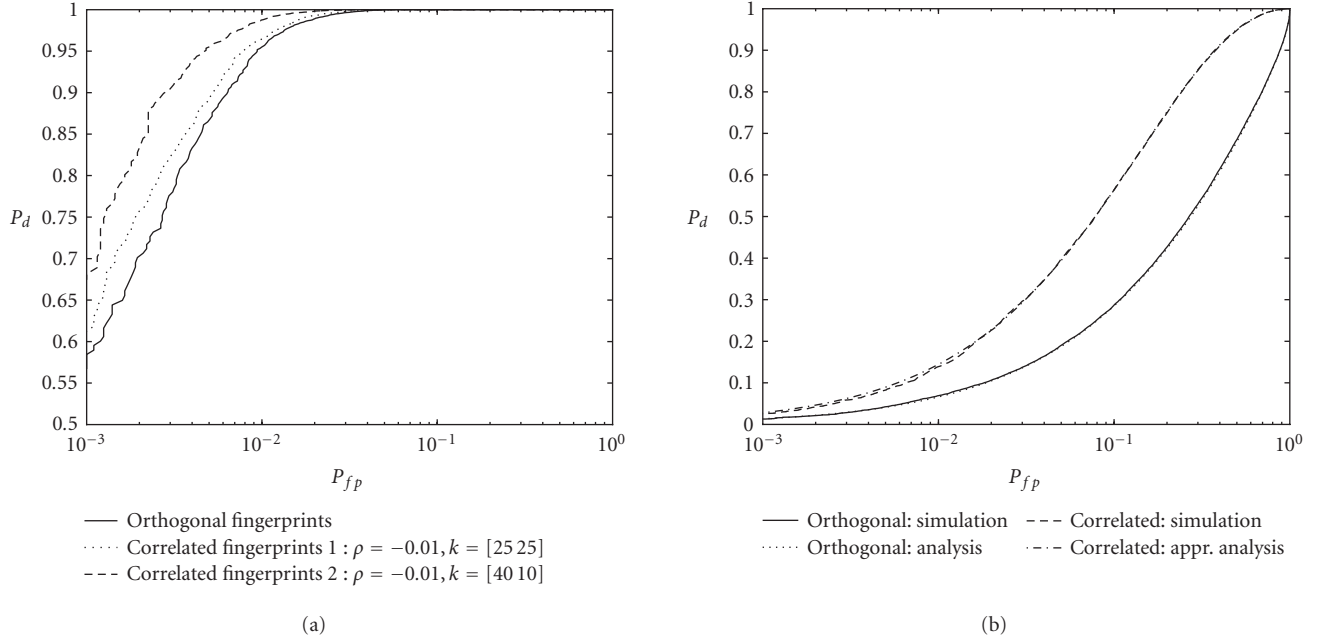 1
0.95
0.9
0.85
0.8
0.75
P_d
0.7
0.65
0.6
0.55
0.5
10^−3
10^−2
10^−1
10^0
P_fp
Orthogonal fingerprints
Correlated fingerprints 1 : ρ = −0.01, k = [25 25]
Correlated fingerprints 2 : ρ = −0.01, k = [40 10]
(a)
1
0.9
0.8
0.7
0.6
P_d
0.5
0.4
0.3
0.2
0.1
0
10^−3
10^−2
10^−1
10^0
P_fp
Orthogonal: simulation
Orthogonal: analysis
Correlated: simulation
Correlated: appr. analysis
(b)